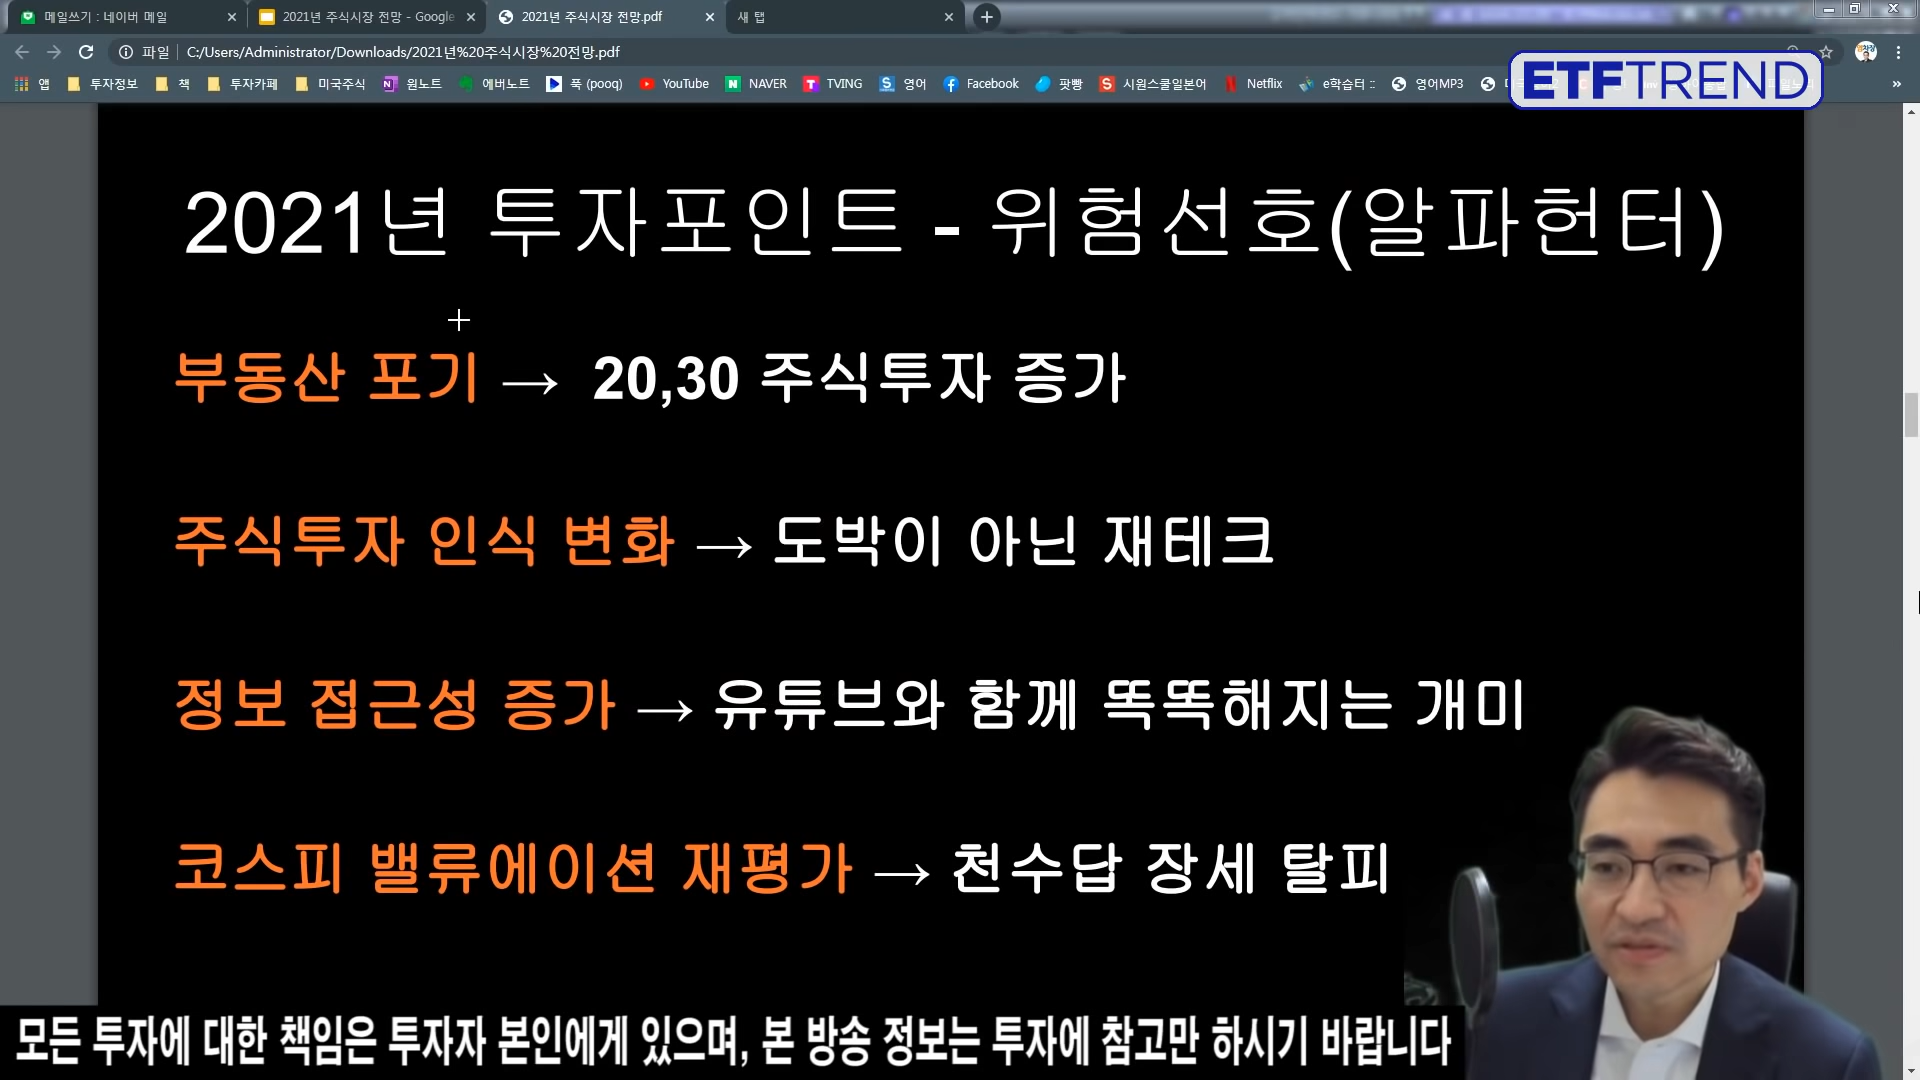 메일쓰기 : 네이버 메일
2021년 주식시장 전망 - Google
2021년 주식시장 전망.pdf
새 탭
파일
C:/Users/Administrator/Downloads/2021년%20주식시장%20전망.pdf
앱 투자정보 책 투자카페 미국주식 원노트 에버노트 푹 (pooq) YouTube NAVER TVING 영어 Facebook 팟빵 시원스쿨일본어 Netflix e학습터 :: 영어MP3
ETFTREND
2021년 투자포인트 - 위험선호(알파헌터)
부동산 포기 → 20,30 주식투자 증가
주식투자 인식 변화 → 도박이 아닌 재테크
정보 접근성 증가 → 유튜브와 함께 똑똑해지는 개미
코스피 밸류에이션 재평가 → 천수답 장세 탈피
모든 투자에 대한 책임은 투자자 본인에게 있으며, 본 방송 정보는 투자에 참고만 하시기 바랍니다